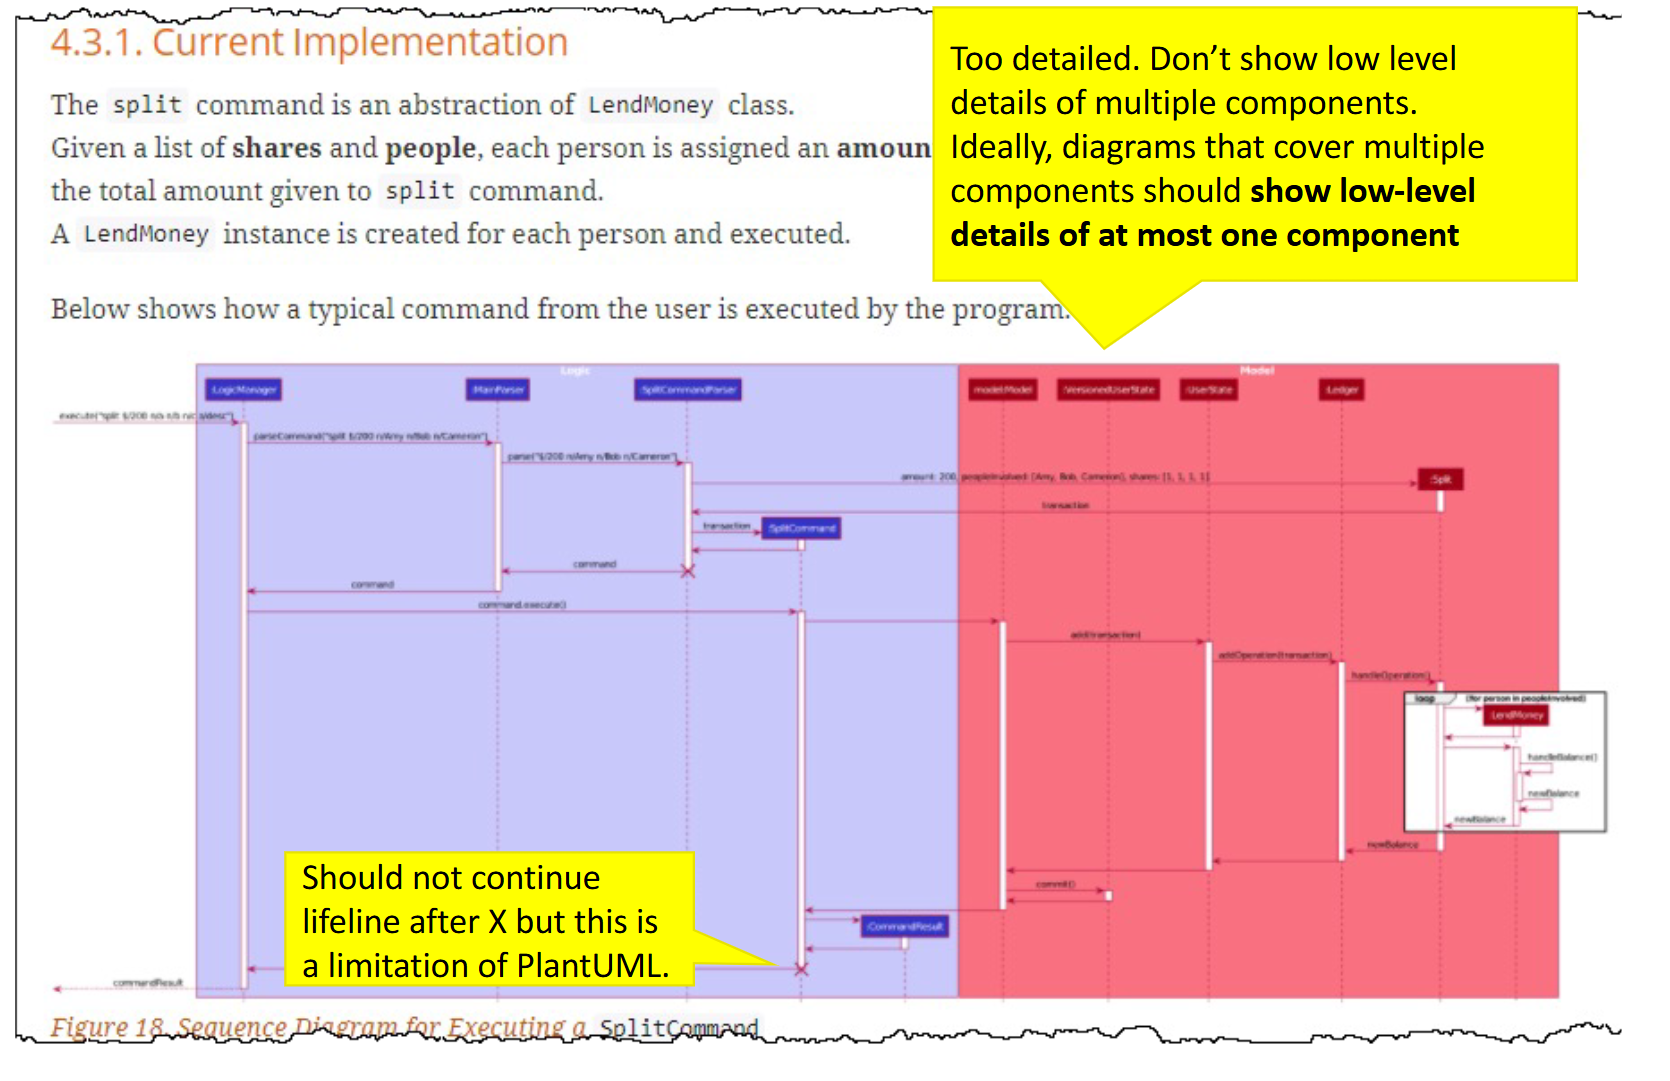 4.3.1. Current Implementation
The split command is an abstraction of LendMoney class.
Given a list of shares and people, each person is assigned an amoun
the total amount given to split command.
A LendMoney instance is created for each person and executed.
Below shows how a typical command from the user is executed by the program.
Too detailed. Don’t show low level
details of multiple components.
Ideally, diagrams that cover multiple
components should show low-level
details of at most one component
Logic
Model
:LogicManager
:MainParser
:SplitCommandParser
model:Model
:VersionedUserState
:UserState
:Ledger
parseCommand("split $/200 n/Amy n/Bob n/Cameron")
parse("$/200 n/Amy n/Bob n/Cameron")
amount: 200, peopleInvolved: [Amy, Bob, Cameron], shares: [1, 1, 1, 1]
:Split
transaction
transaction
:SplitCommand
command
command
command.execute()
add(transaction)
addOperation(transaction)
handleOperation()
loop
(for person in peopleInvolved)
:LendMoney
handleBalance()
newBalance
newBalance
newBalance
commit()
:CommandResult
commandResult
Should not continue
lifeline after X but this is
a limitation of PlantUML.
Figure 18. Sequence Diagram for Executing a SplitCommand